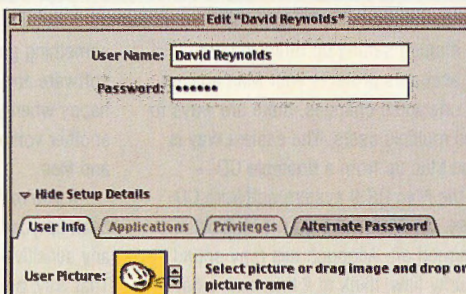 Edit "David Reynolds"
User Name: David Reynolds
Password: ••••••
Hide Setup Details
User Info Applications Privileges Alternate Password
User Picture: Select picture or drag image and drop on
picture frame